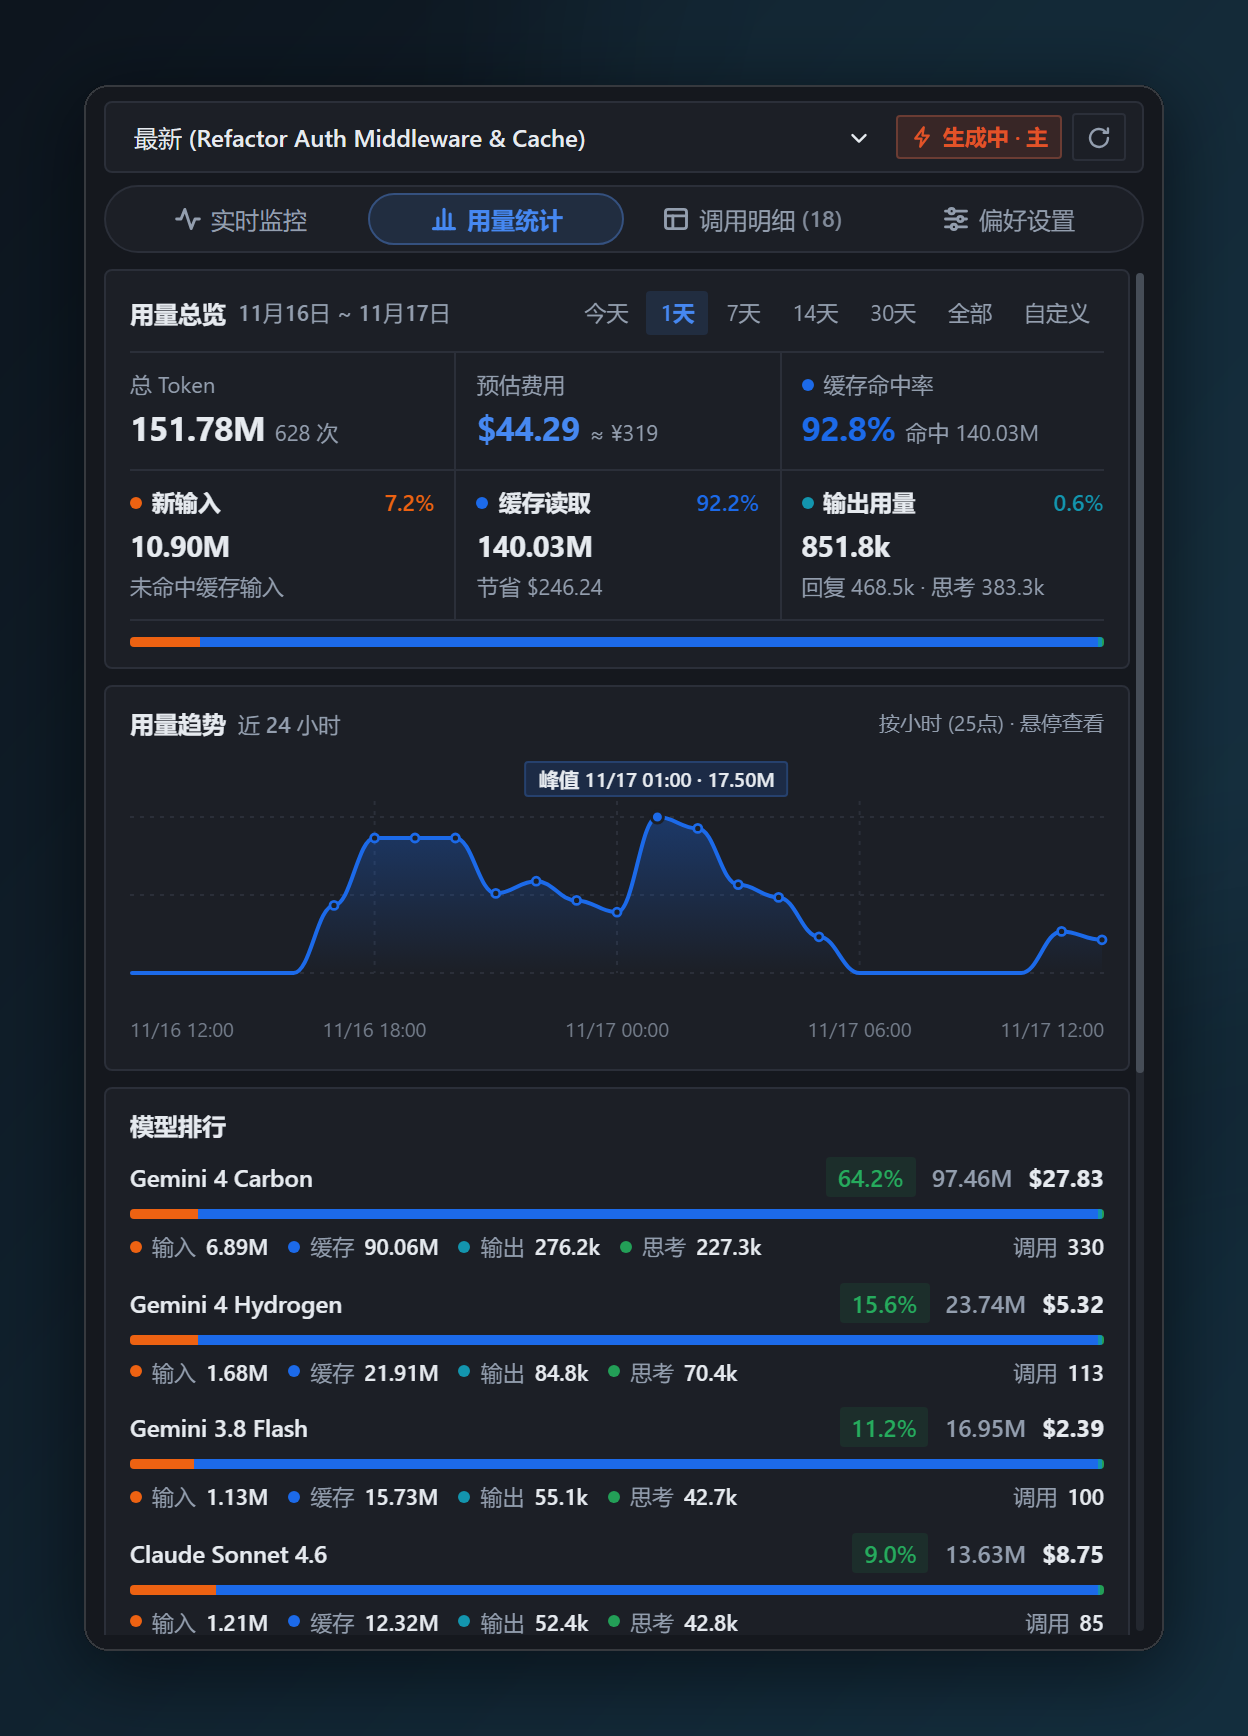 最新 (Refactor Auth Middleware & Cache) 生成中 · 主
实时监控 用量统计 调用明细 (18) 偏好设置
用量总览 11月16日 ~ 11月17日 今天 1天 7天 14天 30天 全部 自定义
总 Token 预估费用 缓存命中率
151.78M 628 次 $44.29 ≈ ¥319 92.8% 命中 140.03M
新输入 7.2% 缓存读取 92.2% 输出用量 0.6%
10.90M 140.03M 851.8k
未命中缓存输入 节省 $246.24 回复 468.5k · 思考 383.3k
用量趋势 近 24 小时 按小时 (25点) · 悬停查看
峰值 11/17 01:00 · 17.50M
11/16 12:00 11/16 18:00 11/17 00:00 11/17 06:00 11/17 12:00
模型排行
Gemini 4 Carbon 64.2% 97.46M $27.83
输入 6.89M 缓存 90.06M 输出 276.2k 思考 227.3k 调用 330
Gemini 4 Hydrogen 15.6% 23.74M $5.32
输入 1.68M 缓存 21.91M 输出 84.8k 思考 70.4k 调用 113
Gemini 3.8 Flash 11.2% 16.95M $2.39
输入 1.13M 缓存 15.73M 输出 55.1k 思考 42.7k 调用 100
Claude Sonnet 4.6 9.0% 13.63M $8.75
输入 1.21M 缓存 12.32M 输出 52.4k 思考 42.8k 调用 85